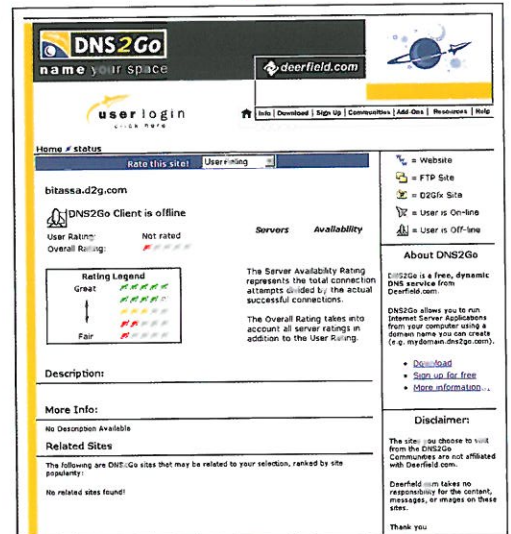 DNS2Go
name your space
deerfield.com
user login
click here
Info | Download | Sign Up | Communities | Add-Ons | Resources | Help
Home status
Rate this site! User Rating
bitassa.d2g.com
DNS2Go Client is offline
User Rating: Not rated
Overall Rating:
Servers Availability
Rating Legend
Great
Fair
The Server Availability Rating
represents the total connection
attempts divided by the actual
successful connections.
The Overall Rating takes into
account all server ratings in
addition to the User Rating.
Description:
More Info:
No Description Available
Related Sites
The following are DNS2Go sites that may be related to your selection, ranked by site
popularity:
No related sites found!
= Website
= FTP Site
= D2Gfx Site
= User is On-line
= User is Off-line
About DNS2Go
DNS2Go is a free, dynamic
DNS service from
Deerfield.com.
DNS2Go allows you to run
Internet Server Applications
from your computer using a
domain name you can create
(e.g. mydomain.dns2go.com).
• Download
• Sign up for free
• More information...
Disclaimer:
The sites you choose to visit
from the DNS2Go
Communities are not affiliated
with Deerfield.com.
Deerfield.com takes no
responsibility for the content,
messages, or images on these
sites.
Thank you